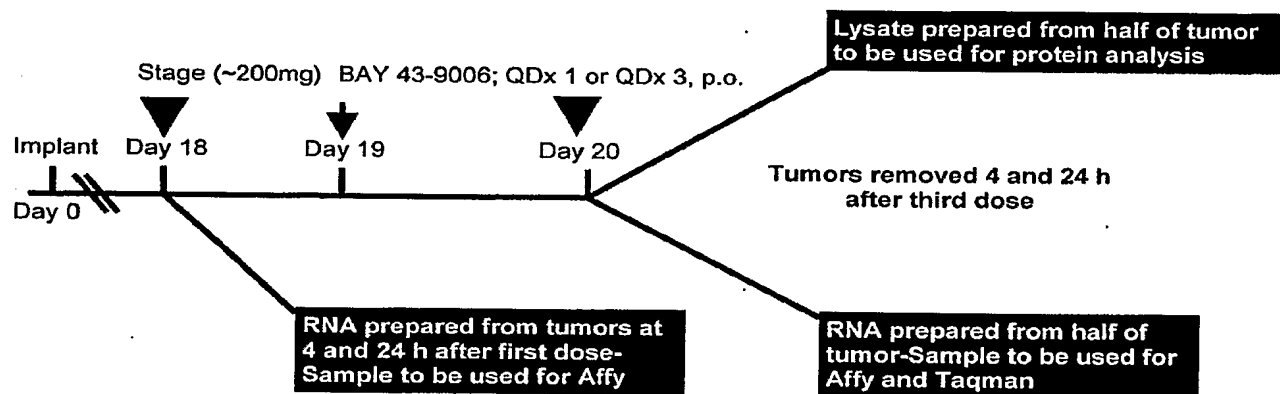 Lysate prepared from half of tumor
to be used for protein analysis
Stage (~200mg) BAY 43-9006; QDx 1 or QDx 3, p.o.
Implant
Day 18
Day 19
Day 20
Day 0
Tumors removed 4 and 24 h
after third dose
RNA prepared from tumors at
4 and 24 h after first dose-
Sample to be used for Affy
RNA prepared from half of
tumor-Sample to be used for
Affy and Taqman